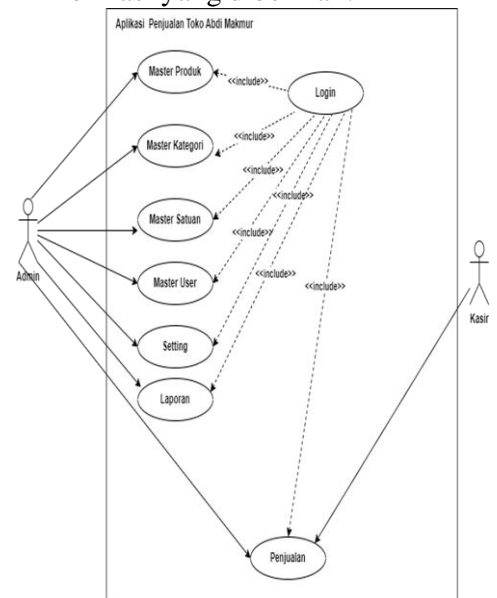 Aplikasi Penjualan Toko Abdi Makmur
Master Produk
<<include>>
Login
<<include>>
Master Kategori
<<include>>
Master Satuan
<<include>>
<<include>>
Master User
<<include>>
<<include>>
Admin
Kasir
Setting
Laporan
Penjualan